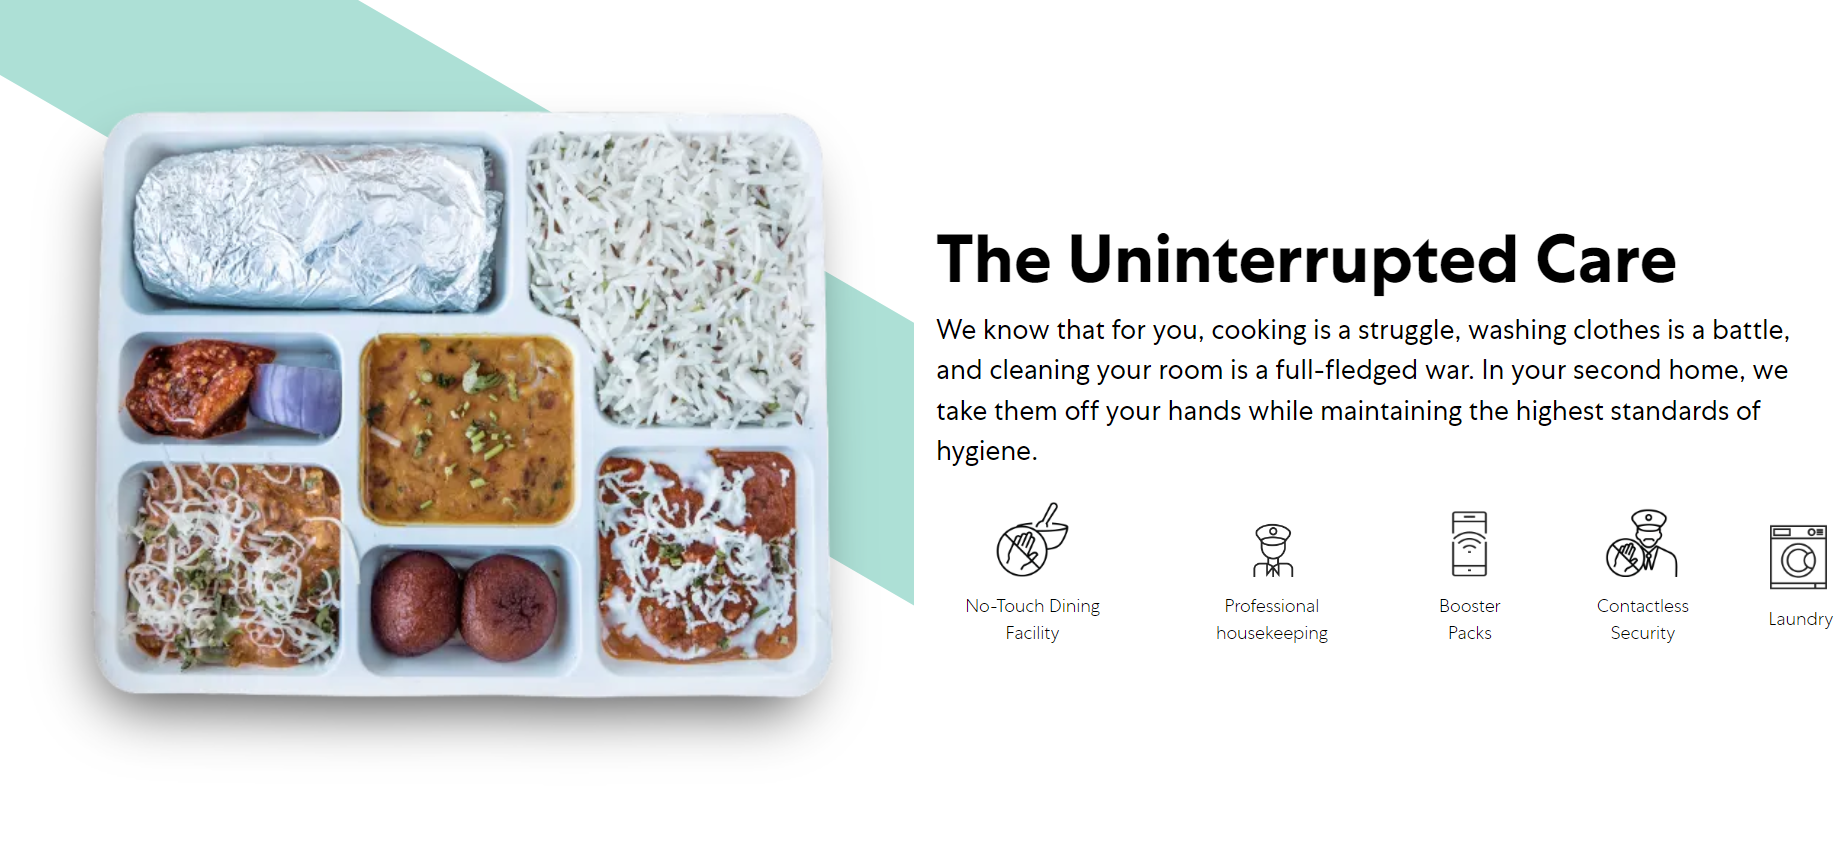 The Uninterrupted Care
We know that for you, cooking is a struggle, washing clothes is a battle,
and cleaning your room is a full-fledged war. In your second home, we
take them off your hands while maintaining the highest standards of
hygiene.
No-Touch Dining
Facility
Professional
housekeeping
Booster
Packs
Contactless
Security
Laundry